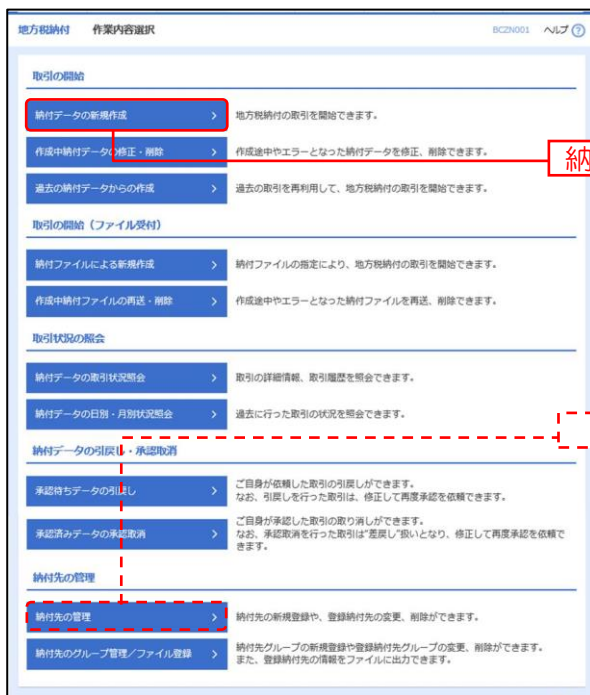 地方税納付 作業内容選択 BCZN001 ヘルプ ?
取引の開始
納付データの新規作成 > 地方税納付の取引を開始できます。
作成中納付データの修正・削除 > 作成途中やエラーとなった納付データを修正、削除できます。
納
過去の納付データからの作成 > 過去の取引を再利用して、地方税納付の取引を開始できます。
取引の開始（ファイル受付）
納付ファイルによる新規作成 > 納付ファイルの指定により、地方税納付の取引を開始できます。
作成中納付ファイルの再送・削除 > 作成途中やエラーとなった納付ファイルを再送、削除できます。
取引状況の照会
納付データの取引状況照会 > 取引の詳細情報、取引履歴を照会できます。
納付データの日別・月別状況照会 > 過去に行った取引の状況を照会できます。
納付データの引戻し・承認取消
承認待ちデータの引戻し > ご自身が依頼した取引の引戻しができます。
なお、引戻しを行った取引は、修正して再度承認を依頼できます。
承認済みデータの承認取消 > ご自身が承認した取引の取り消しができます。
なお、承認取消を行った取引は"差戻し"扱いとなり、修正して再度承認を依頼で
きます。
納付先の管理
納付先の管理 > 納付先の新規登録や、登録納付先の変更、削除ができます。
納付先のグループ管理／ファイル登録 > 納付先グループの新規登録や登録納付先グループの変更、削除ができます。
また、登録納付先の情報をファイルに出力できます。